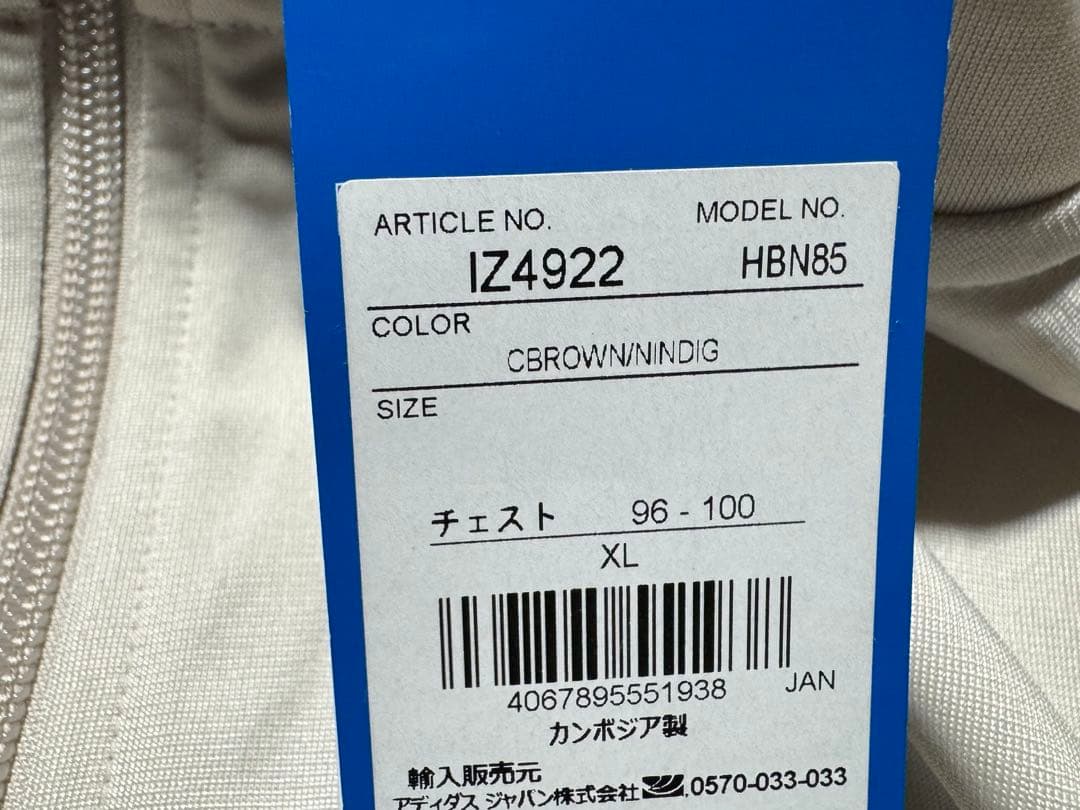 ARTICLE NO. MODEL NO.
IZ4922 HBN85
COLOR
CBROWN/NINDIG
SIZE
チェスト 96 - 100
XL
4067895551938 JAN
カンボジア製
輸入販売元
アディダス ジャパン株式会社 0570-033-033